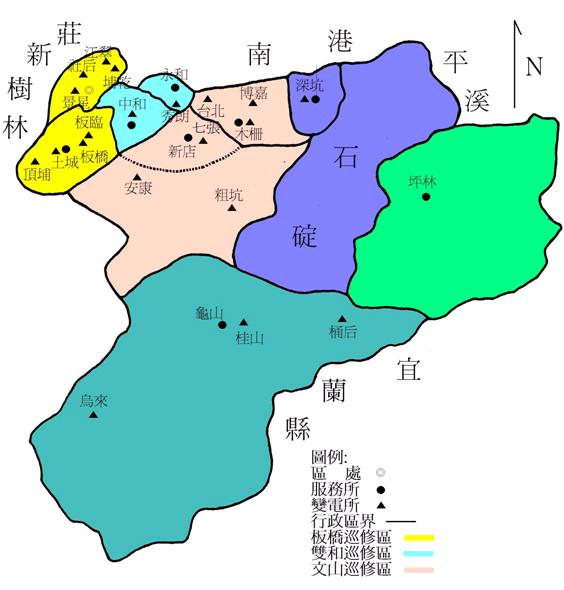 新莊
樹林
南港
平溪
N
江翠
社后
埔乾
景星
永和
中和
秀朗
板臨
板橋
土城
頂埔
台北
七張
新店
博嘉
木柵
深坑
石碇
坪林
安康
粗坑
龜山
桂山
桶后
烏來
宜蘭縣
圖例:
區 處
服務所
變電所
行政區界
板橋巡修區
雙和巡修區
文山巡修區